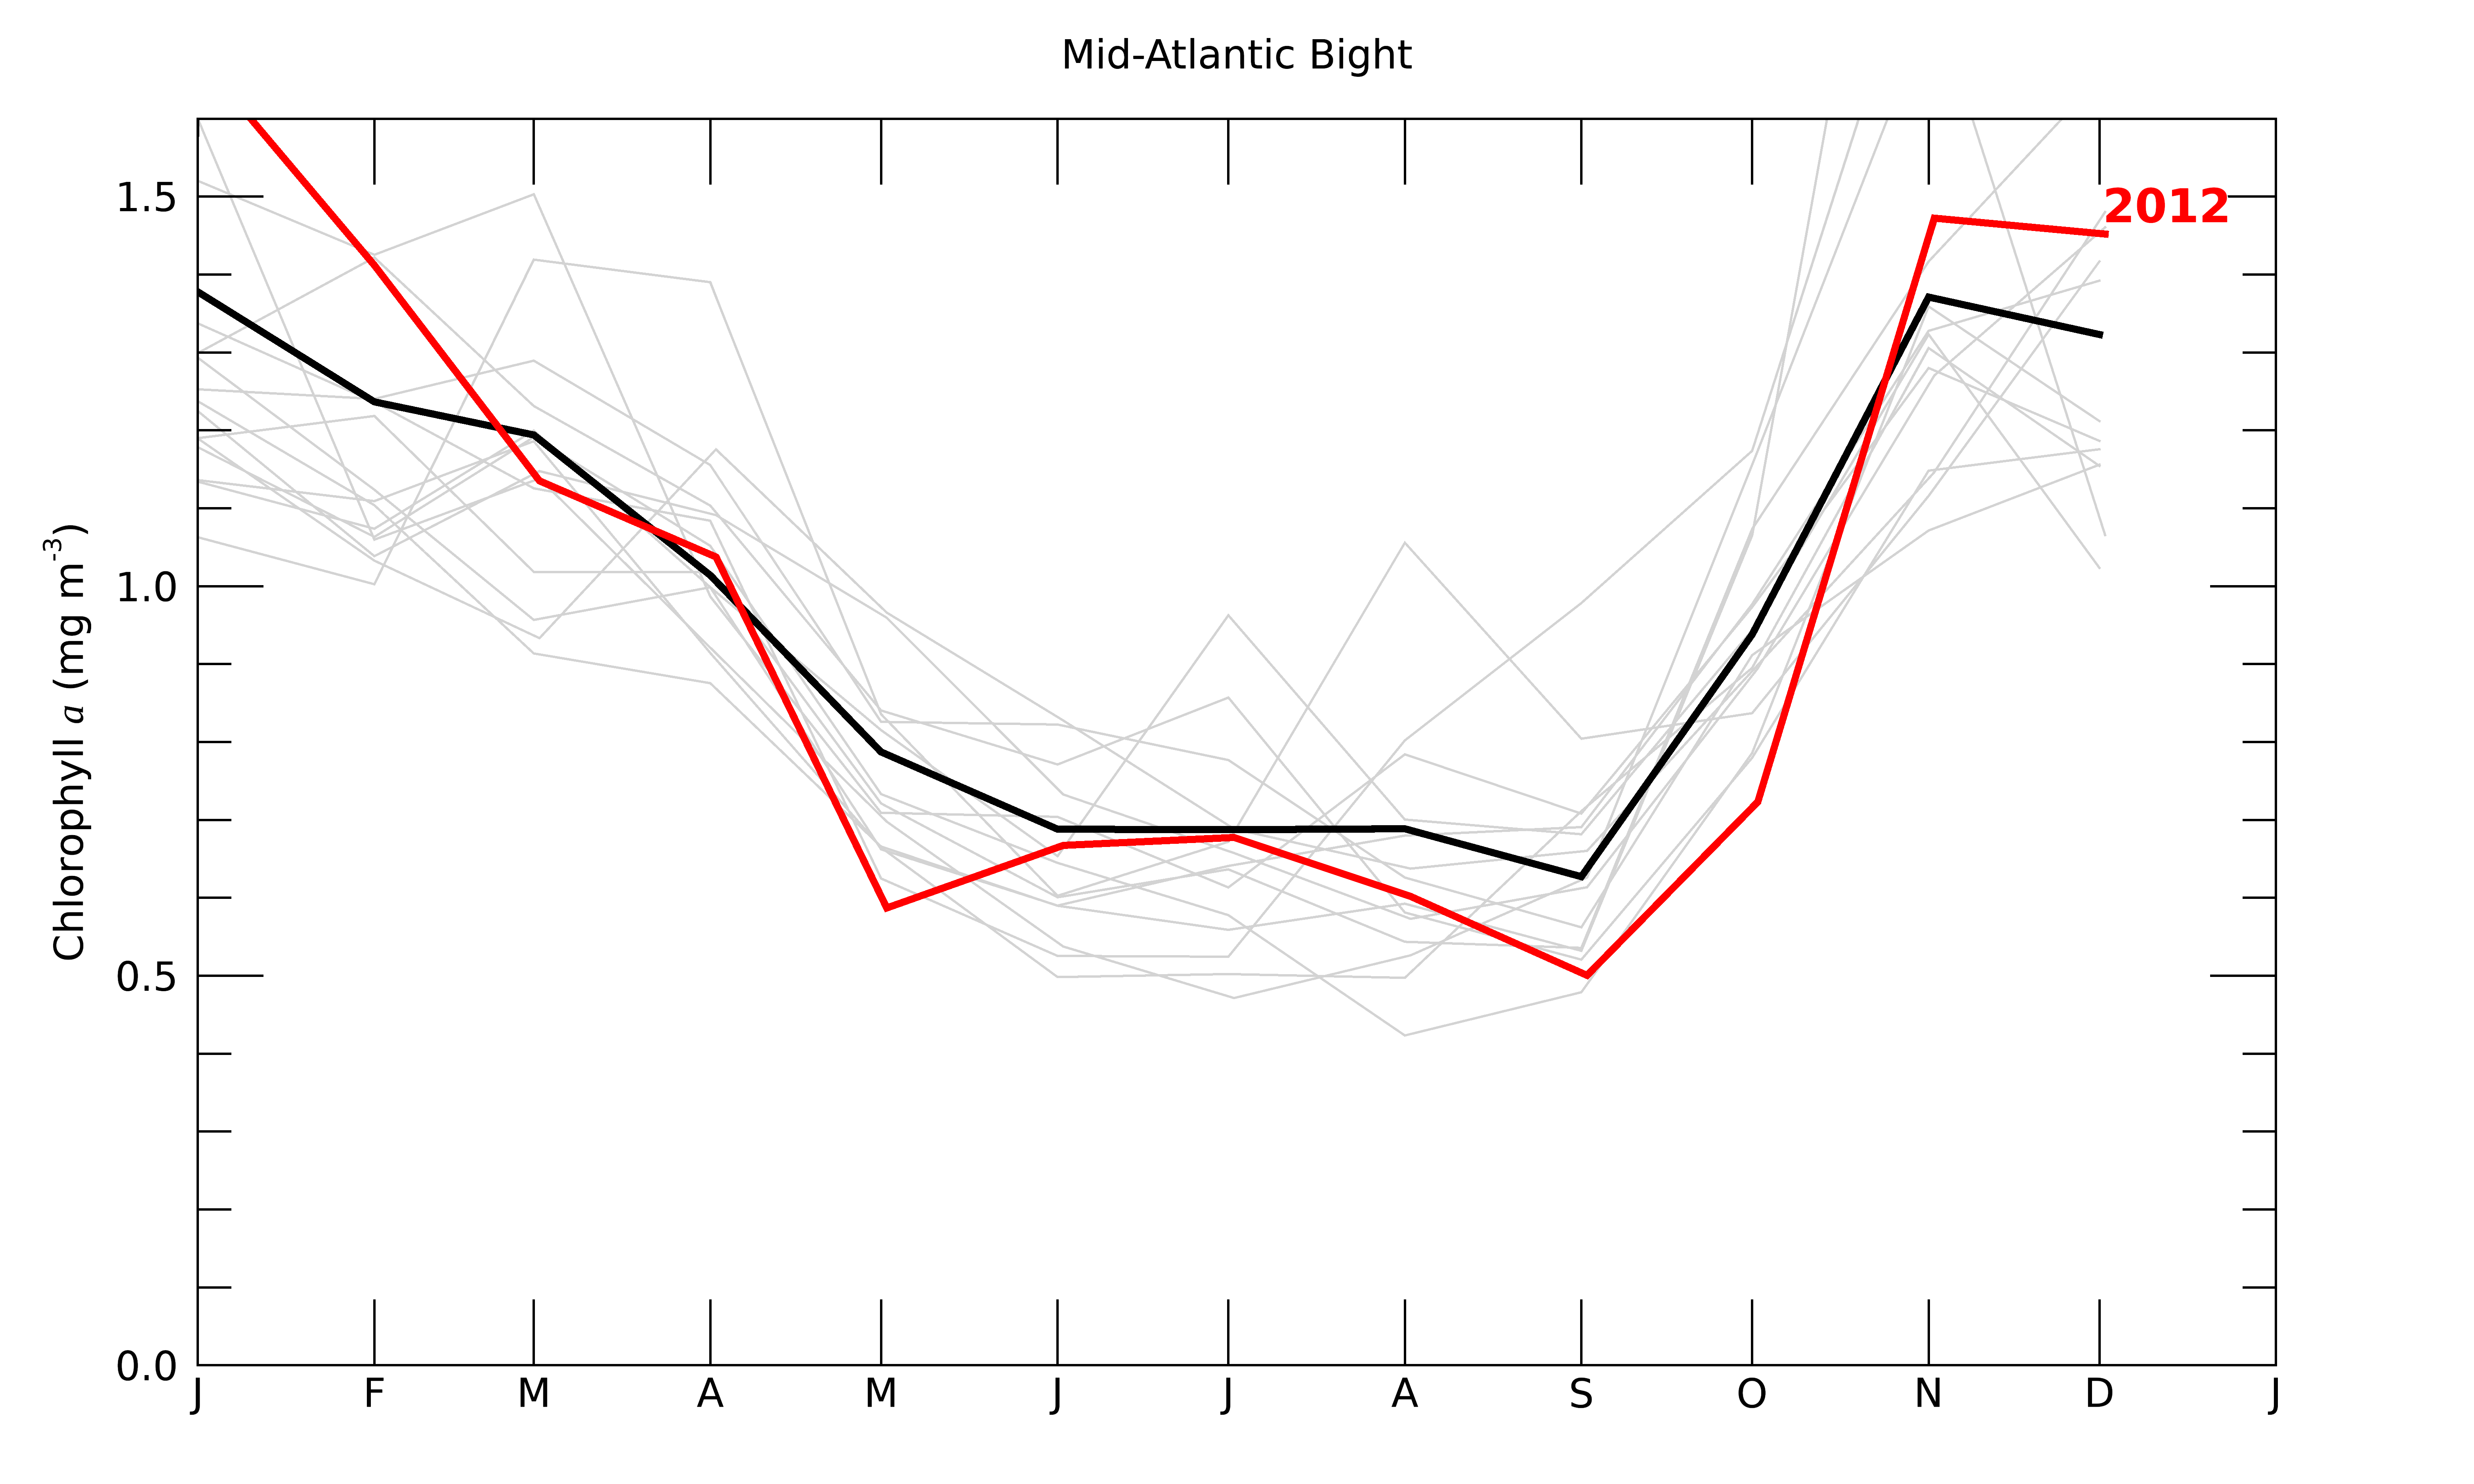 Mid-Atlantic Bight
Chlorophyll a (mg m⁻³)
1.5
1.0
0.5
0.0
2012
J F M A M J J A S O N D J